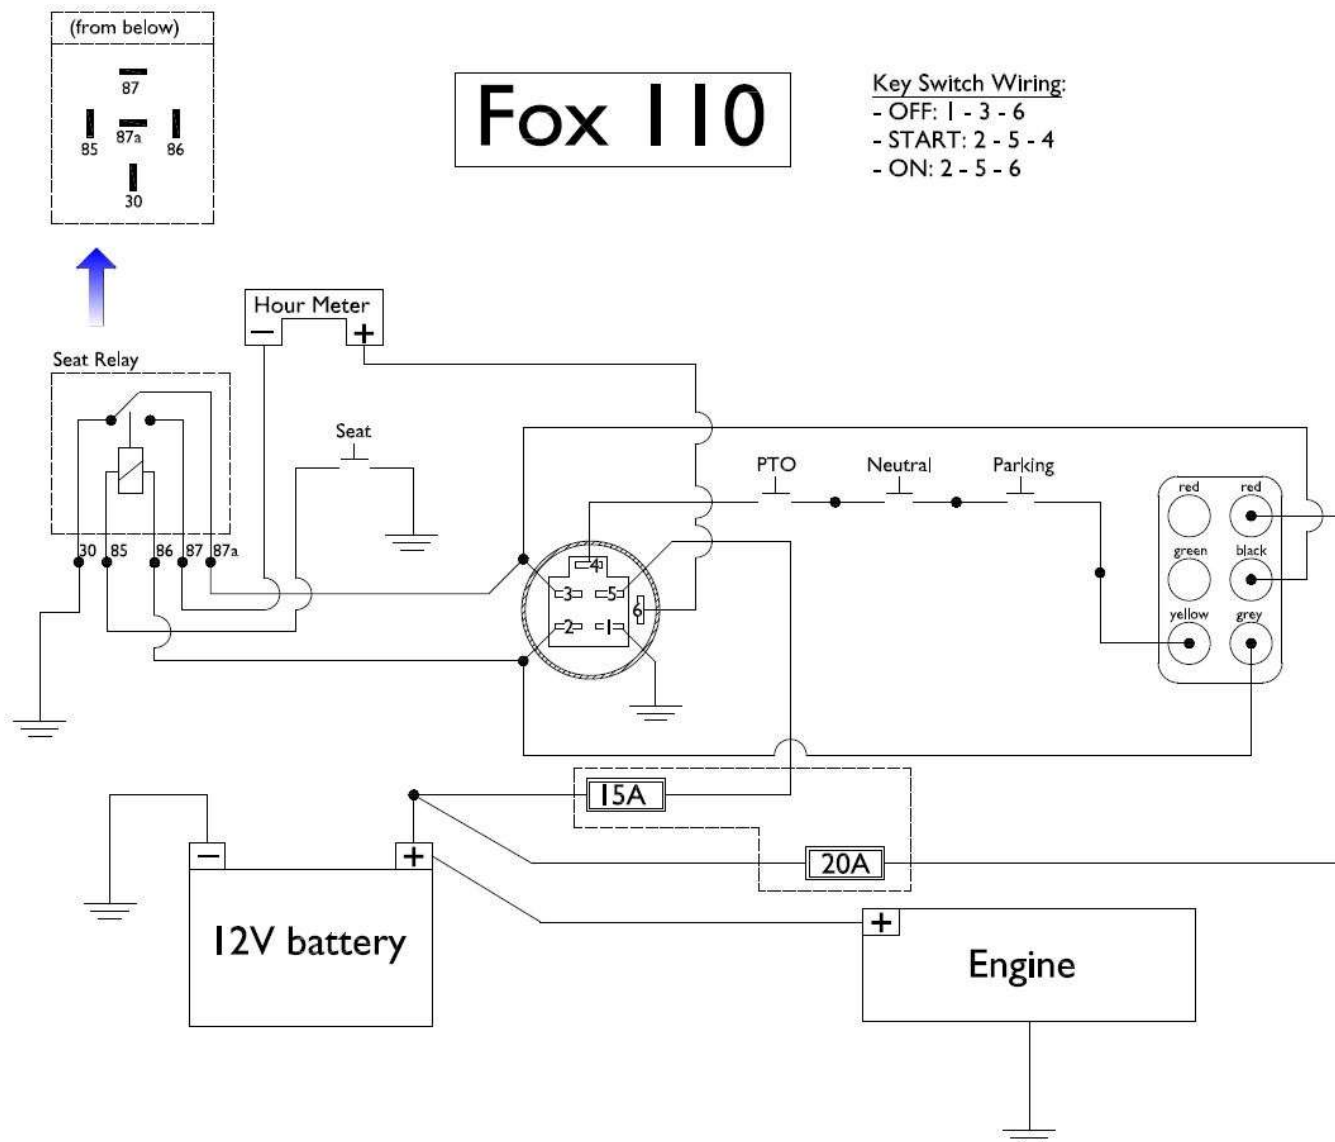 (from below)
87
85
87a
86
30
Fox 110
Key Switch Wiring:
- OFF: 1 - 3 - 6
- START: 2 - 5 - 4
- ON: 2 - 5 - 6
Hour Meter
− +
Seat Relay
Seat
PTO
Neutral
Parking
red red
green black
yellow grey
30 85 86 87 87a
4
3 5
6
2 1
15A
20A
− +
12V battery
+
Engine